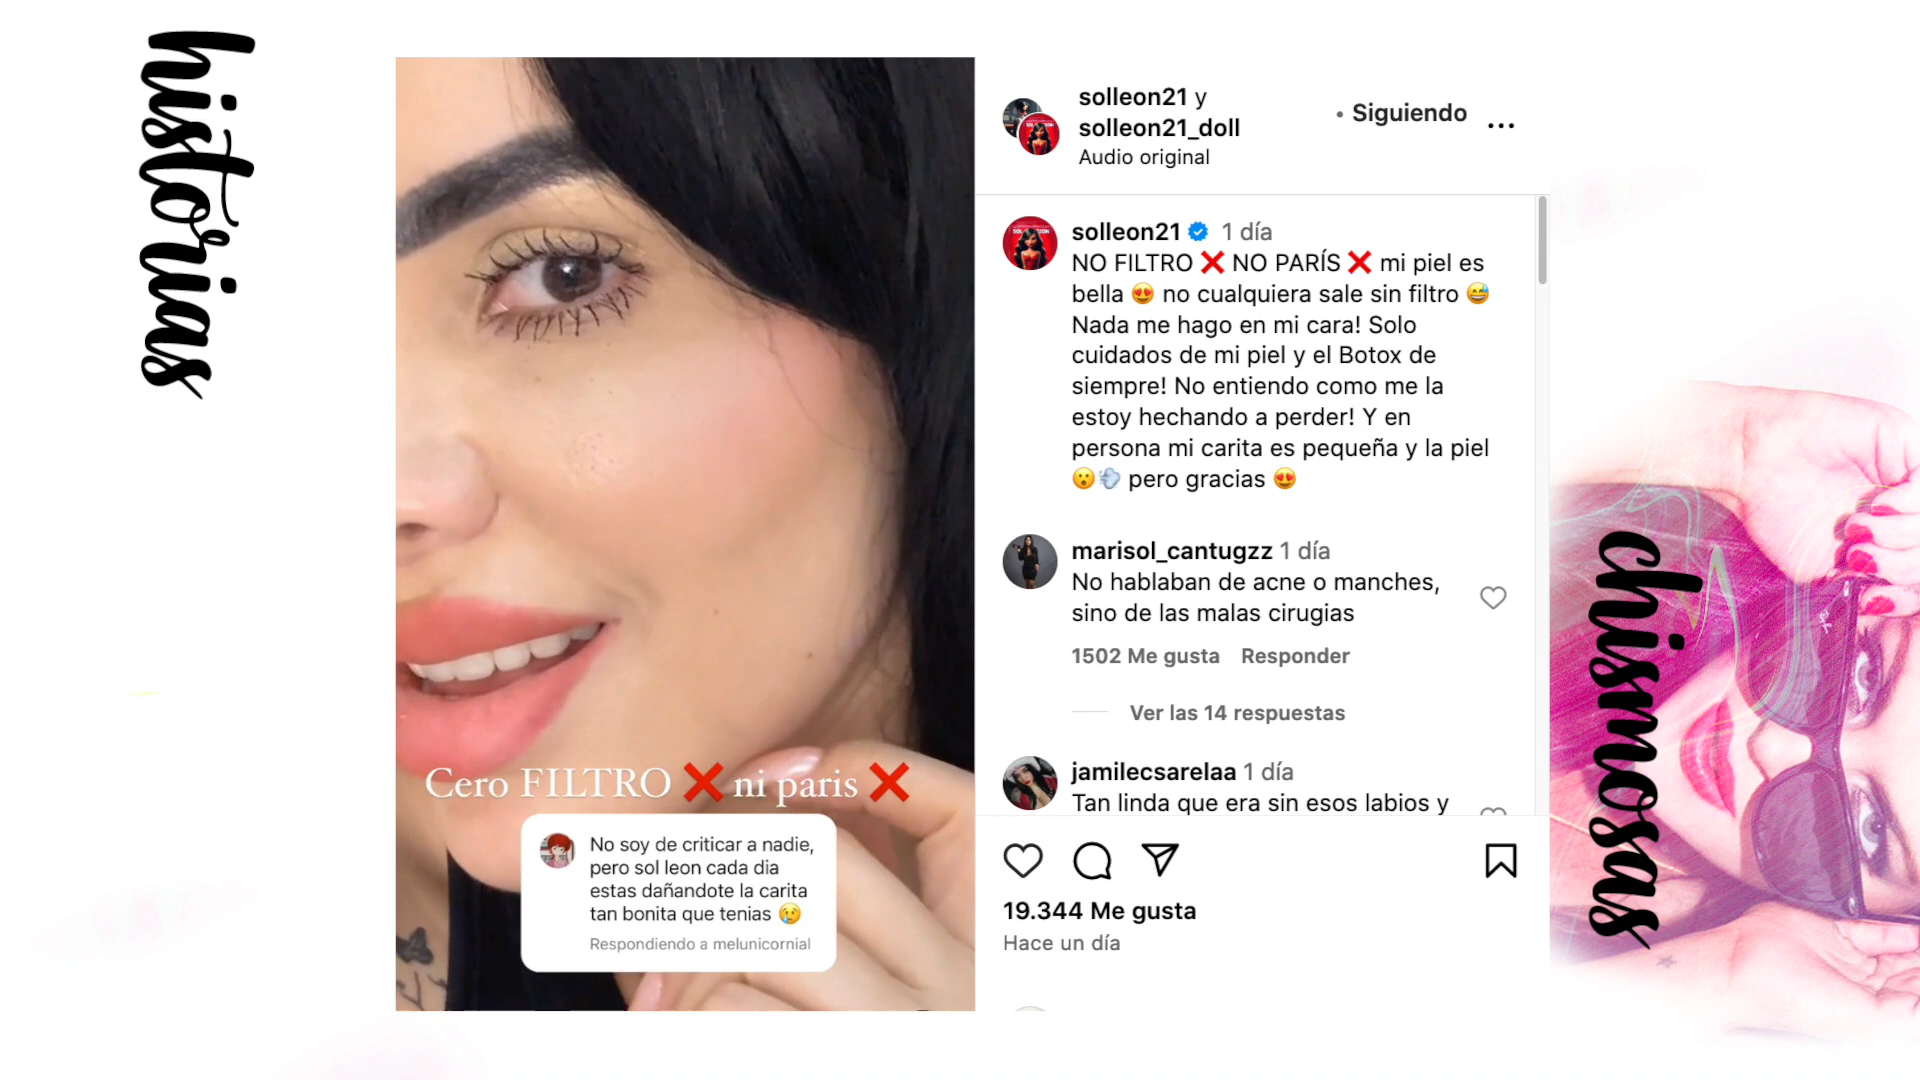 historias
Cero FILTRO ❌ ni paris ❌
No soy de criticar a nadie,
pero sol leon cada dia
estas dañandote la carita
tan bonita que tenias 😢
Respondiendo a melunicornial
solleon21 y
solleon21_doll
Audio original
• Siguiendo ...
solleon21 1 día
NO FILTRO ❌ NO PARÍS ❌ mi piel es
bella 😍 no cualquiera sale sin filtro 😅
Nada me hago en mi cara! Solo
cuidados de mi piel y el Botox de
siempre! No entiendo como me la
estoy hechando a perder! Y en
persona mi carita es pequeña y la piel
😮💨 pero gracias 😍
marisol_cantugzz 1 día
No hablaban de acne o manches,
sino de las malas cirugias
1502 Me gusta Responder
Ver las 14 respuestas
jamilecsarelaa 1 día
Tan linda que era sin esos labios y
19.344 Me gusta
Hace un día
chismosas